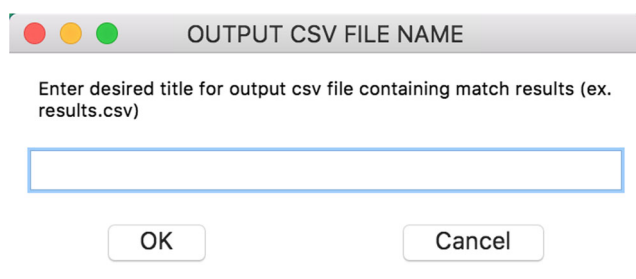 OUTPUT CSV FILE NAME
Enter desired title for output csv file containing match results (ex.
results.csv)
OK
Cancel